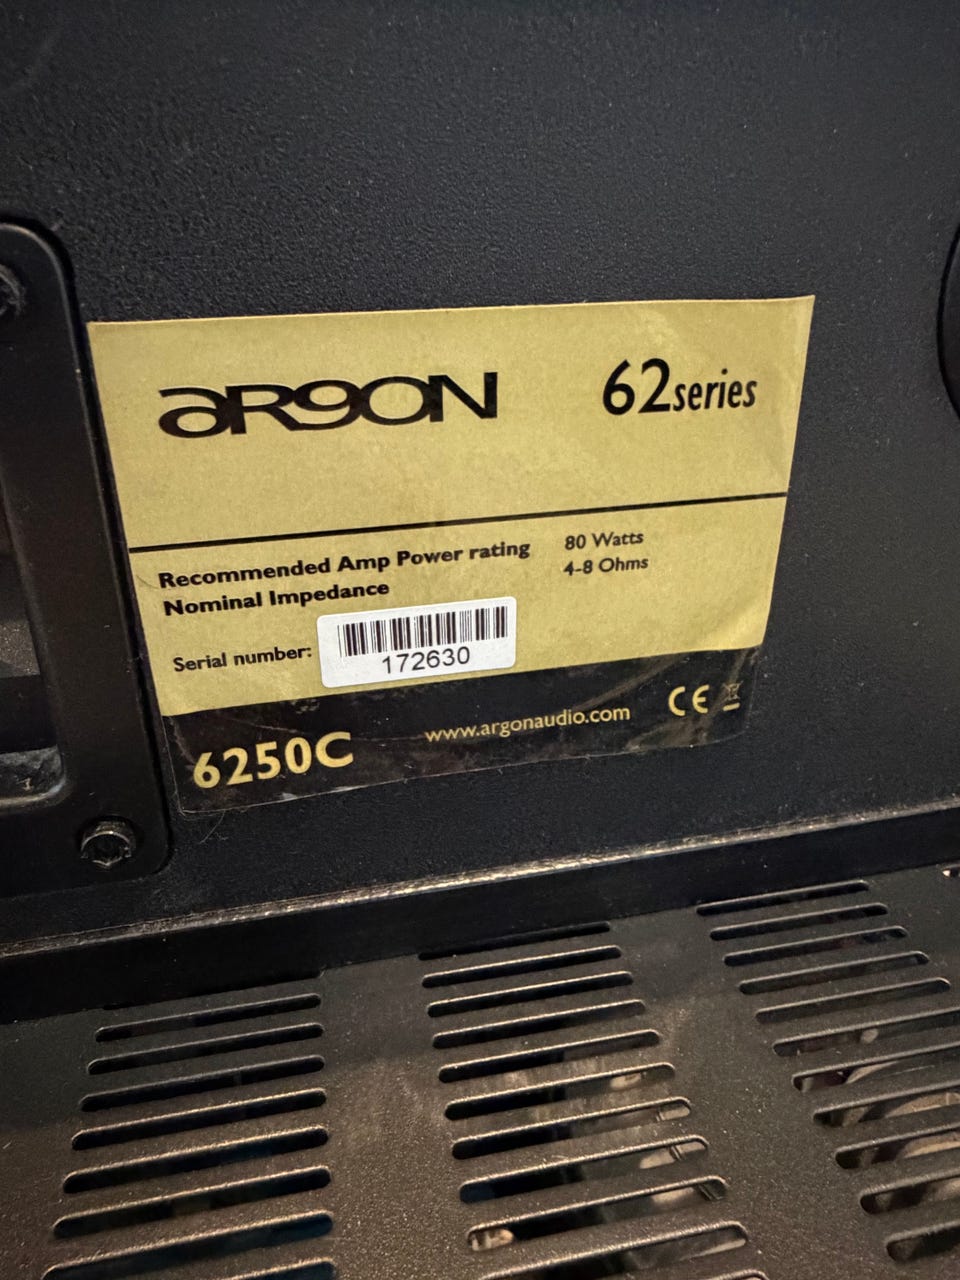 arGON 62series
Recommended Amp Power rating 80 Watts
Nominal Impedance 4-8 Ohms
Serial number: 172630
6250C www.argonaudio.com CE